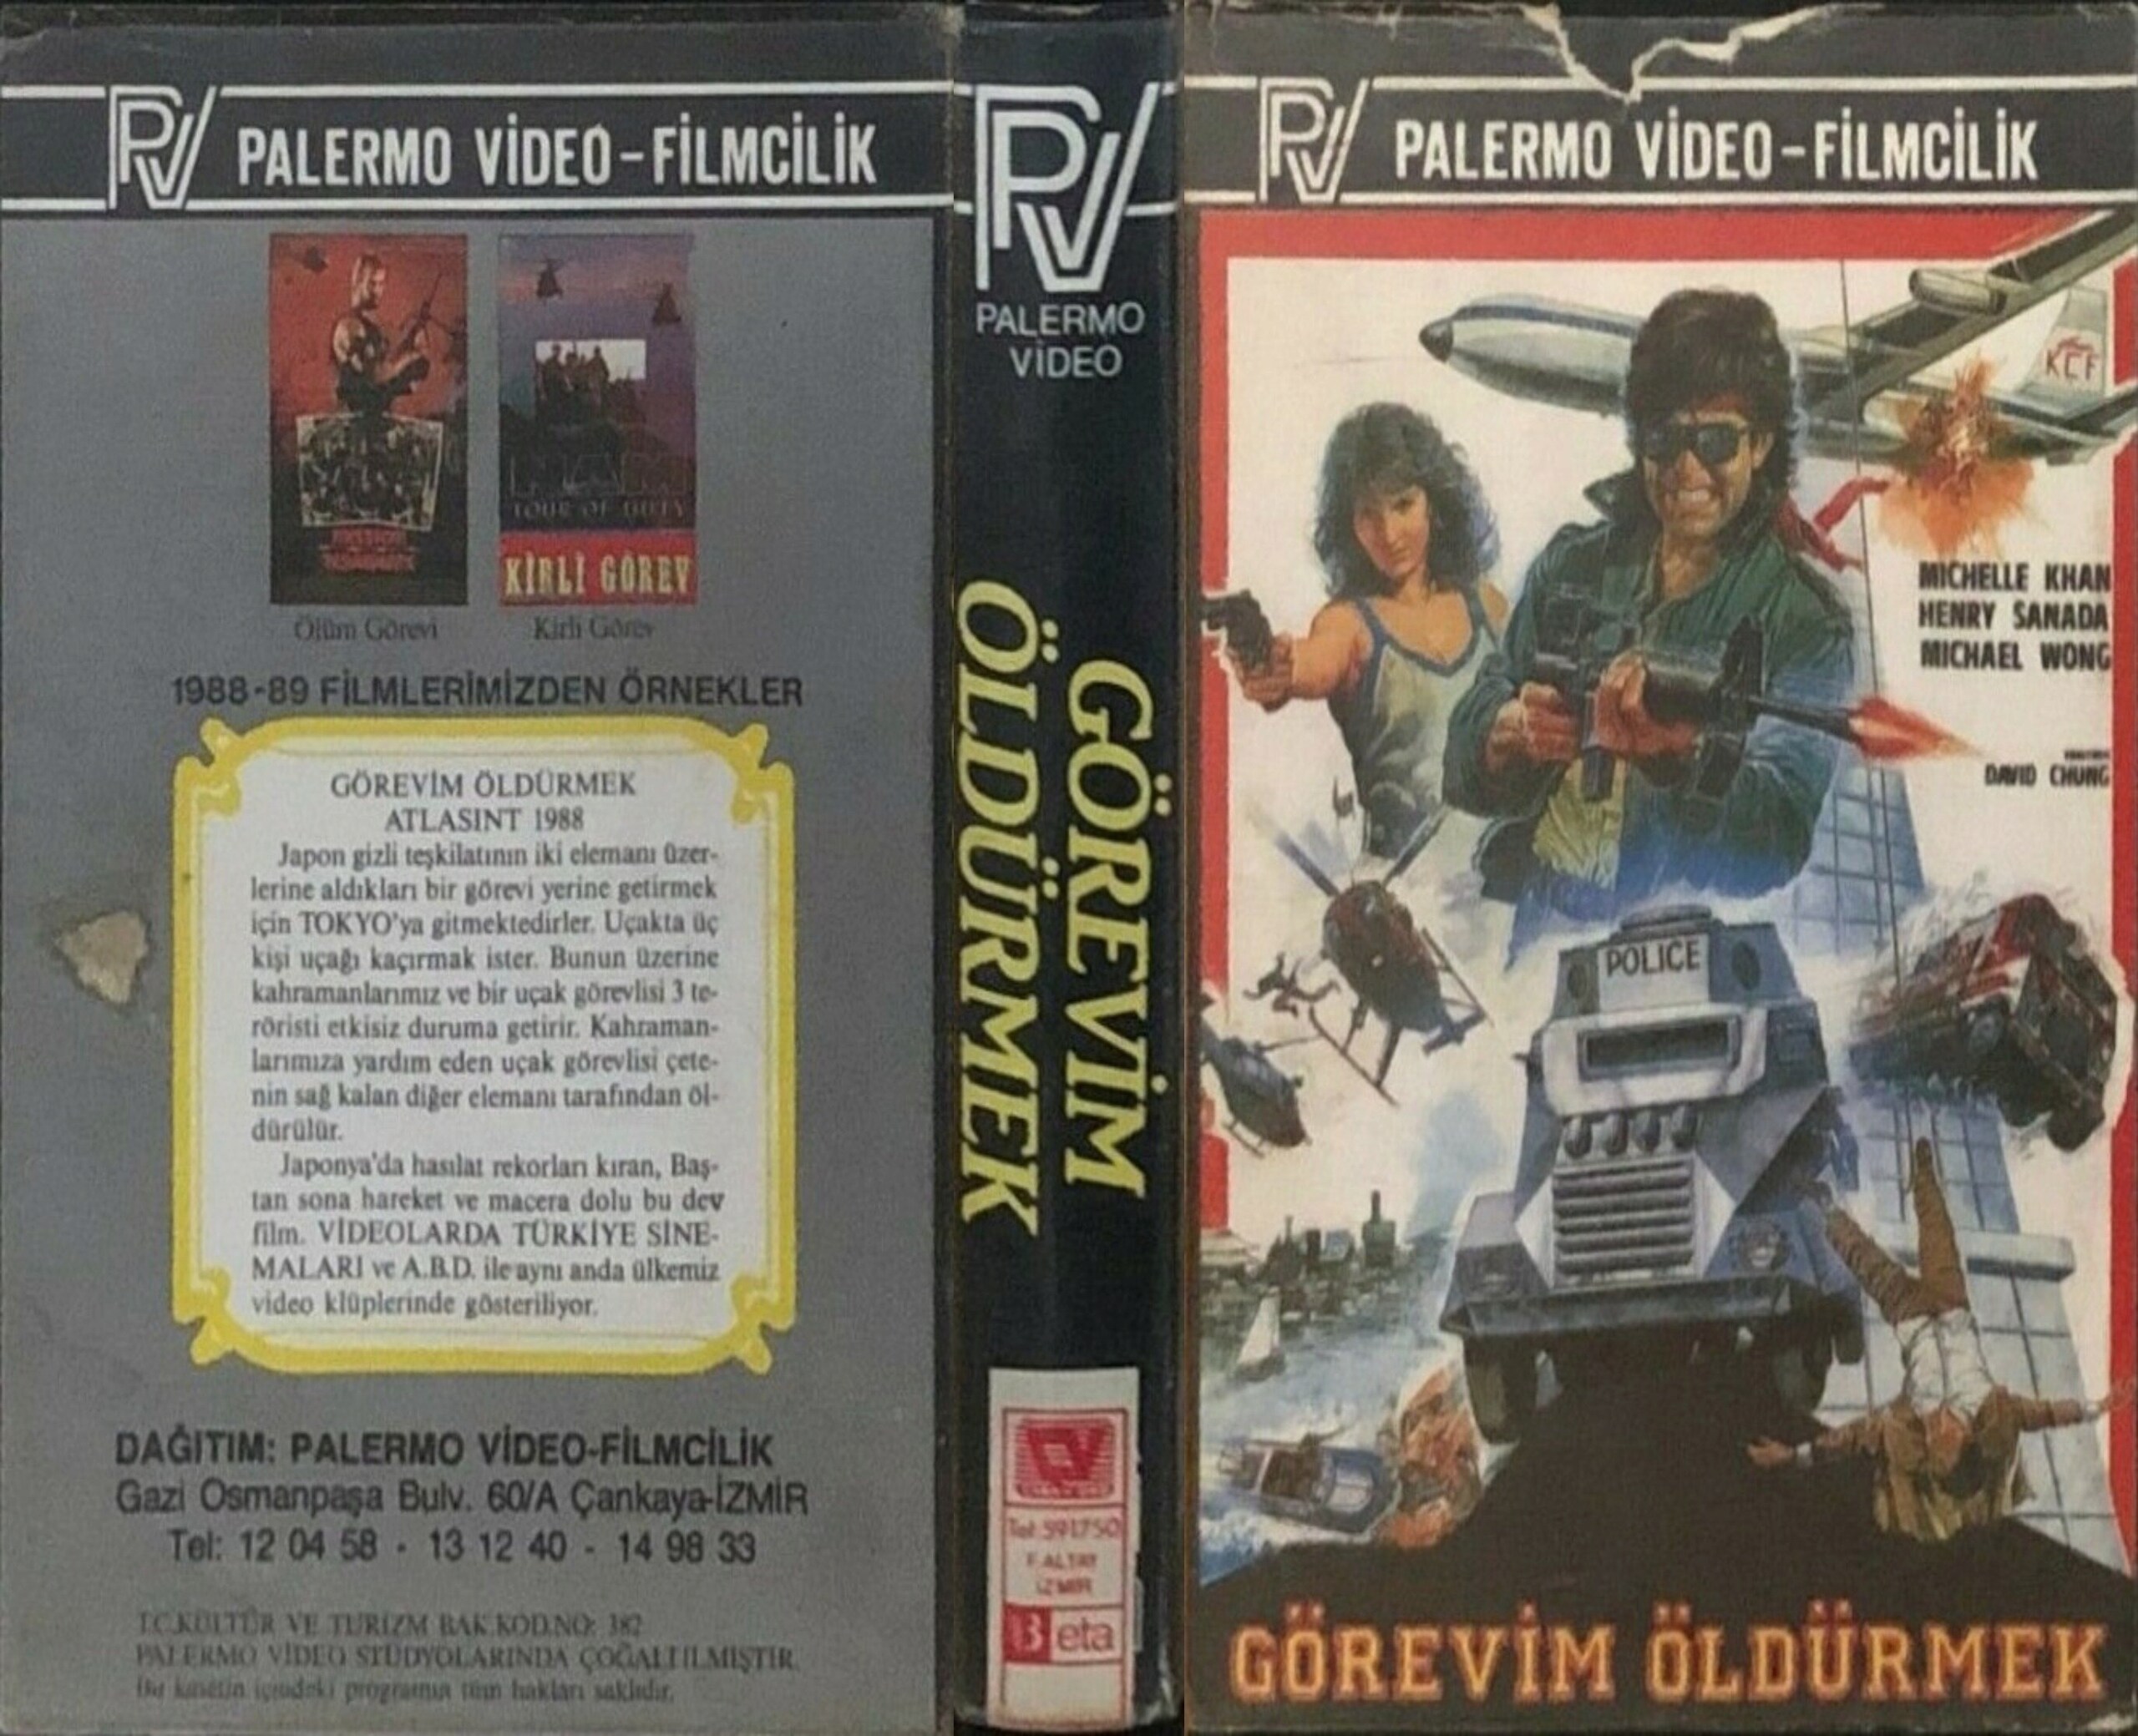 PV PALERMO VİDEO-FİLMCİLİK
TOUR OF DUTY
KİRLİ GÖREV
Ölüm Görevi
Kirli Görev
1988-89 FİLMLERİMİZDEN ÖRNEKLER
GÖREVİM ÖLDÜRMEK
ATLASINT 1988
Japon gizli teşkilatının iki elemanı üzer-
lerine aldıkları bir görevi yerine getirmek
için TOKYO'ya gitmektedirler. Uçakta üç
kişi uçağı kaçırmak ister. Bunun üzerine
kahramanlarımız ve bir uçak görevlisi 3 te-
röristi etkisiz duruma getirir. Kahraman-
larımıza yardım eden uçak görevlisi çete-
nin sağ kalan diğer elemanı tarafından öl-
dürülür.
Japonya'da hasılat rekorları kıran, Baş-
tan sona hareket ve macera dolu bu dev
film. VİDEOLARDA TÜRKİYE SİNE-
MALARI ve A.B.D. ile aynı anda ülkemiz
video klüplerinde gösteriliyor.
DAĞITIM: PALERMO VİDEO-FİLMCİLİK
Gazi Osmanpaşa Bulv. 60/A Çankaya-İZMİR
Tel: 12 04 58 - 13 12 40 - 14 98 33
T.C.KÜLTÜR VE TURİZM BAK.KOD.NO: 382
PALERMO VİDEO STÜDYOLARINDA ÇOĞALTILMIŞTIR.
Bu kasetin içindeki programın tüm hakları saklıdır.
PV
PALERMO
VİDEO
GÖREVİM
ÖLDÜRMEK
Tel:391750
F.ALTAY
İZMİR
Beta
PV PALERMO VİDEO-FİLMCİLİK
KCF
MICHELLE KHAN
HENRY SANADA
MICHAEL WONG
DAVID CHUNG
POLICE
GÖREVİM ÖLDÜRMEK